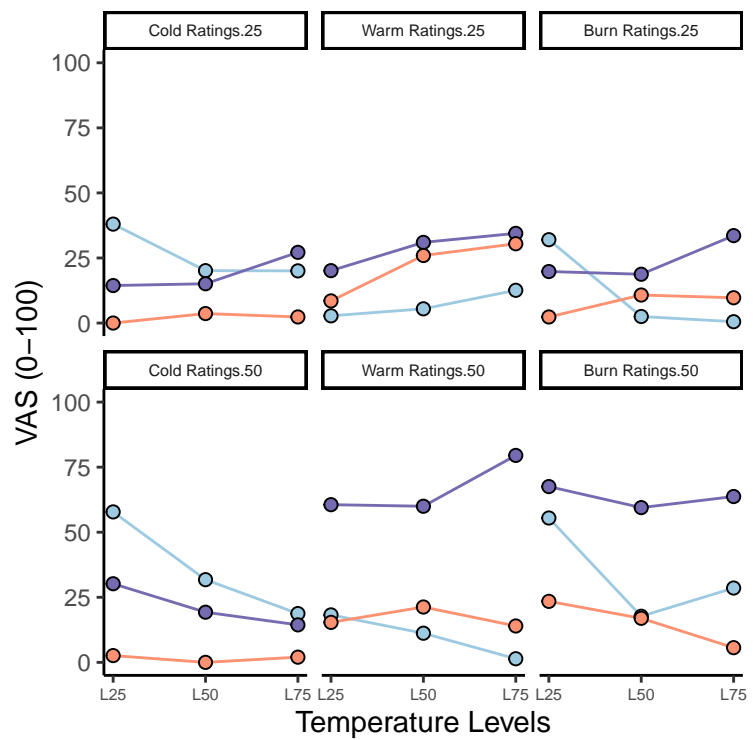 Cold Ratings.25 Warm Ratings.25 Burn Ratings.25
100
75
50
25
0
Cold Ratings.50 Warm Ratings.50 Burn Ratings.50
100
75
50
25
0
VAS (0−100)
L25 L50 L75 L25 L50 L75 L25 L50 L75
Temperature Levels